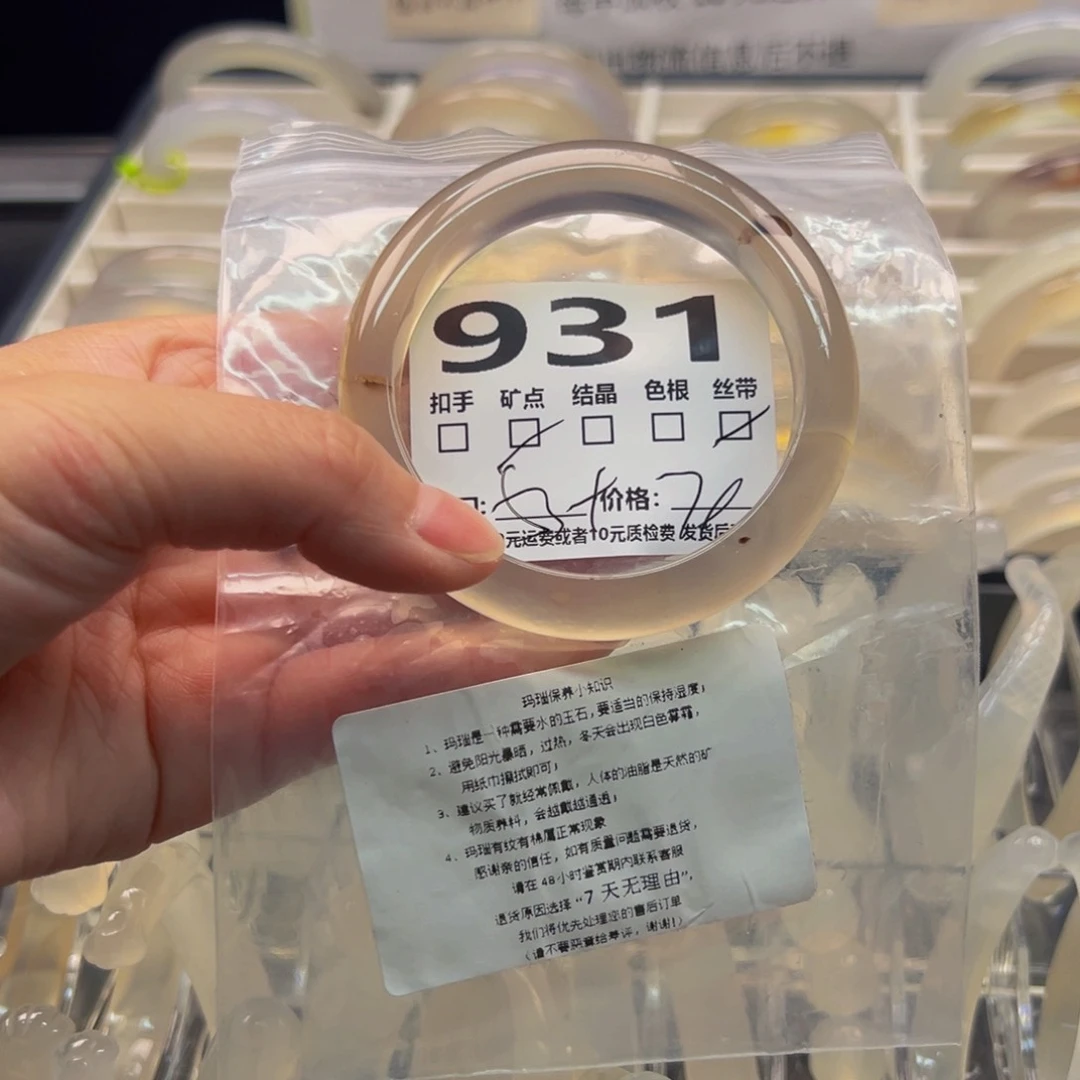 931
扣手 矿点 结晶 色根 丝带
价格：
元运费或者10元质检费 发货后
玛瑙保养小知识
1、玛瑙是一种需要水的玉石，要适当的保持湿度；
2、避免阳光暴晒，过热，冬天会出现白色雾霜，
用纸巾擦拭即可；
3、建议买了就经常佩戴，人体的油脂是天然的矿
物质养料，会越戴越通透；
4、玛瑙有纹有棉属正常现象
感谢亲的信任，如有质量问题需要退货，
请在48小时鉴赏期内联系客服
退货原因选择“7天无理由”，
我们将优先处理您的售后订单
（请不要恶意给差评，谢谢！）